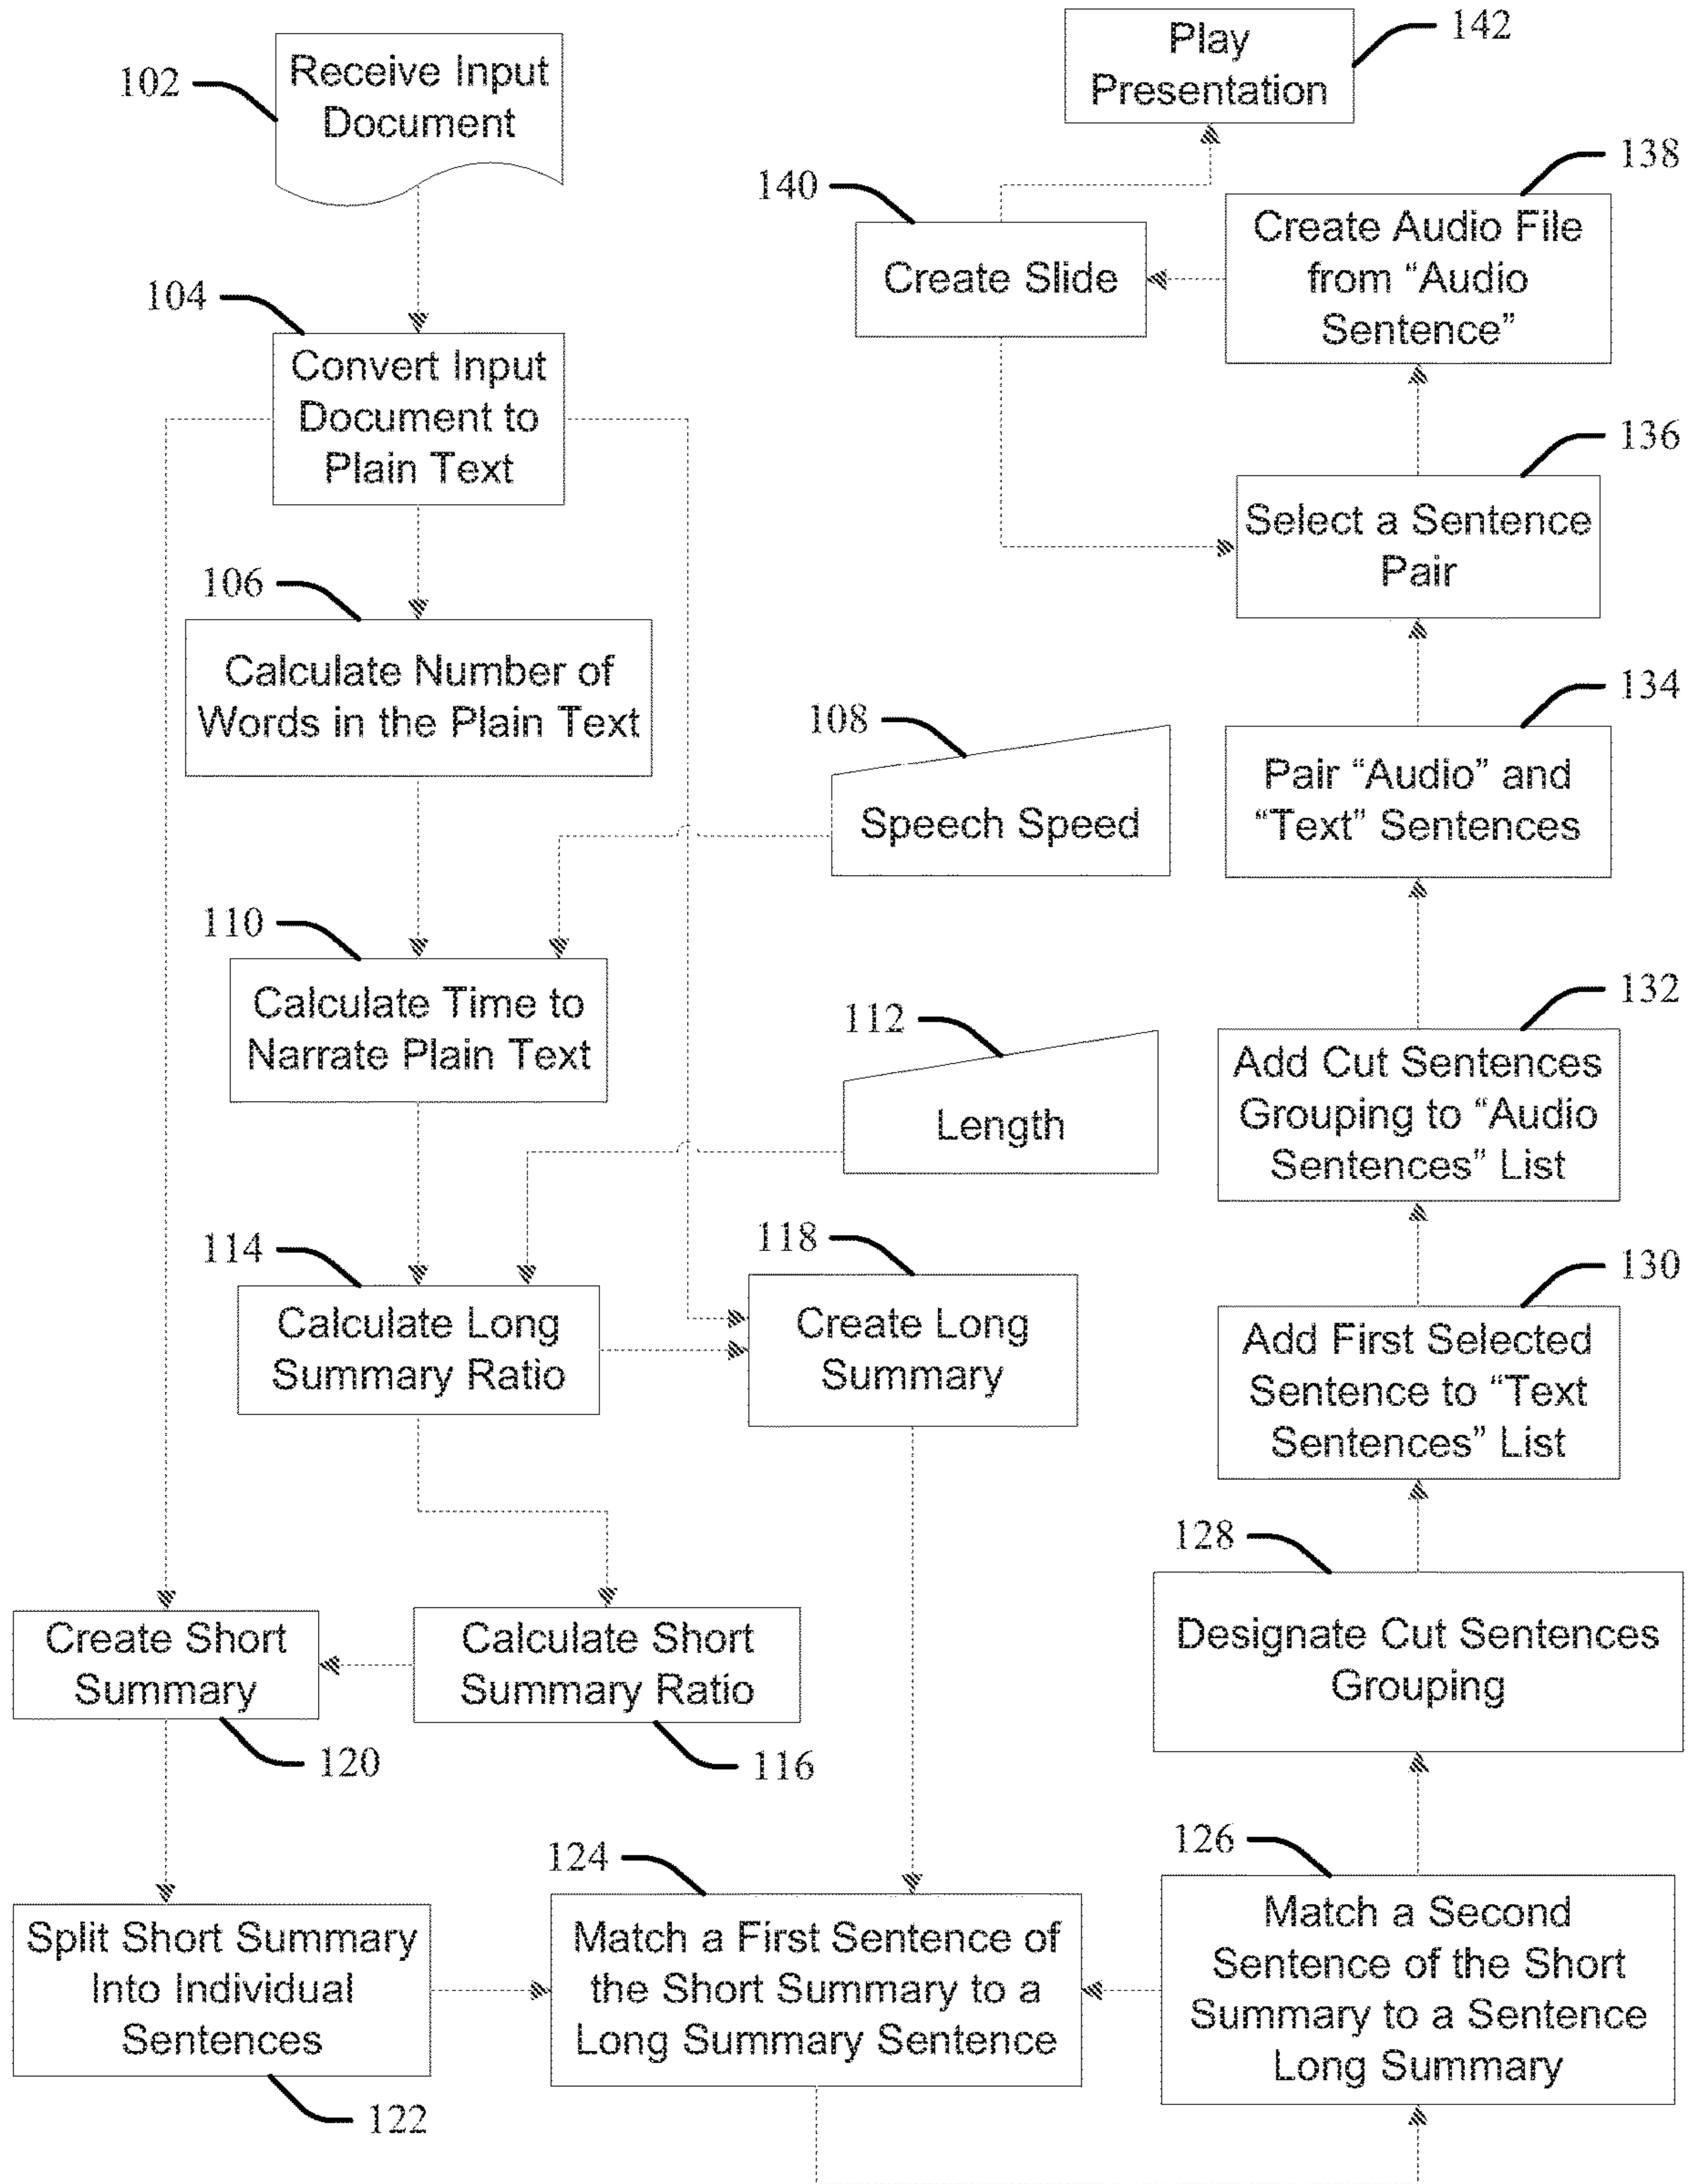 102
Receive Input
Document
104
Convert Input
Document to
Plain Text
106
Calculate Number of
Words in the Plain Text
108
Speech Speed
110
Calculate Time to
Narrate Plain Text
112
Length
114
Calculate Long
Summary Ratio
118
Create Long
Summary
Create Short
Summary
120
Calculate Short
Summary Ratio
116
Split Short Summary
Into Individual
Sentences
122
124
Match a First Sentence of
the Short Summary to a
Long Summary Sentence
126
Match a Second
Sentence of the Short
Summary to a Sentence
Long Summary
128
Designate Cut Sentences
Grouping
130
Add First Selected
Sentence to “Text
Sentences” List
132
Add Cut Sentences
Grouping to “Audio
Sentences” List
134
Pair “Audio” and
“Text” Sentences
136
Select a Sentence
Pair
138
Create Audio File
from “Audio
Sentence”
140
Create Slide
142
Play
Presentation